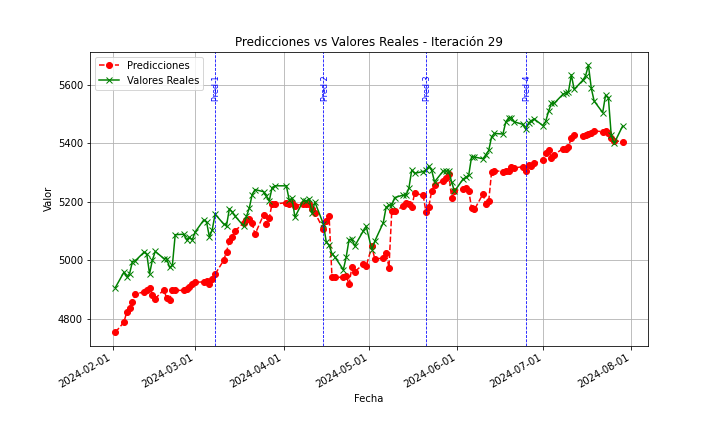 Predicciones vs Valores Reales - Iteración 29
Predicciones
Valores Reales
Pred 1
Pred 2
Pred 3
Pred 4
Valor
5600
5400
5200
5000
4800
2024-02-01
2024-03-01
2024-04-01
2024-05-01
2024-06-01
2024-07-01
2024-08-01
Fecha